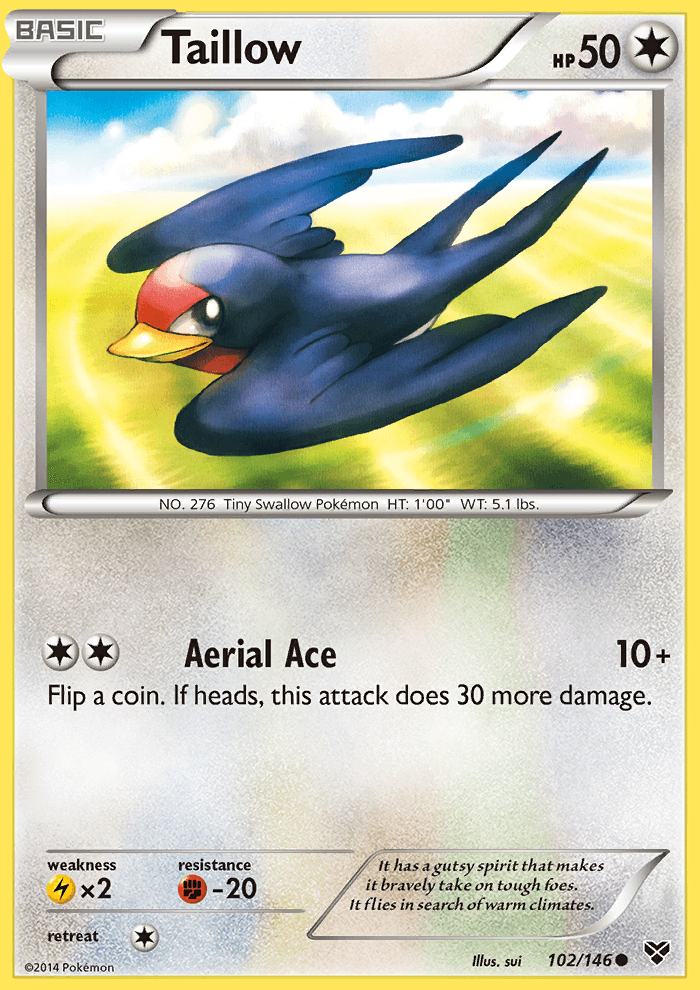 BASIC
Taillow
HP50
NO. 276 Tiny Swallow Pokémon HT: 1'00" WT: 5.1 lbs.
Aerial Ace 10+
Flip a coin. If heads, this attack does 30 more damage.
weakness
×2
resistance
-20
It has a gutsy spirit that makes
it bravely take on tough foes.
It flies in search of warm climates.
retreat
©2014 Pokémon
Illus. sui
102/146